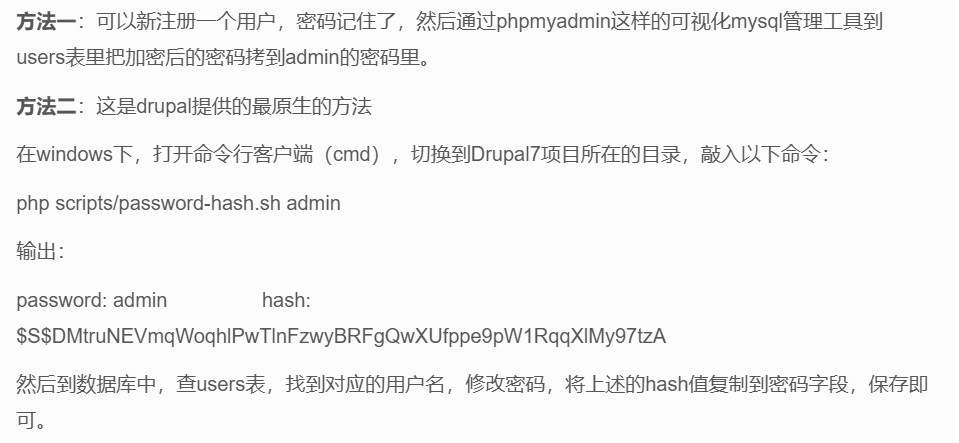 方法一：可以新注册一个用户，密码记住了，然后通过phpmyadmin这样的可视化mysql管理工具到
users表里把加密后的密码拷到admin的密码里。
方法二：这是drupal提供的最原生的方法
在windows下，打开命令行客户端（cmd），切换到Drupal7项目所在的目录，敲入以下命令：
php scripts/password-hash.sh admin
输出：
password: admin hash:
$S$DMtruNEVmqWoqhlPwTlnFzwyBRFgQwXUfppe9pW1RqqXlMy97tzA
然后到数据库中，查users表，找到对应的用户名，修改密码，将上述的hash值复制到密码字段，保存即
可。